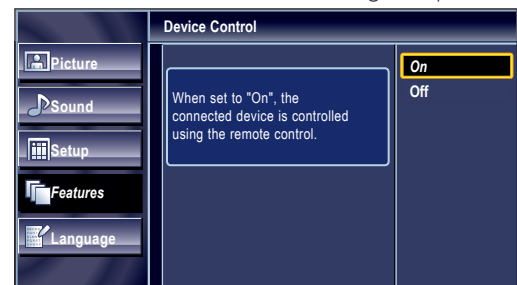 Device Control
Picture
Sound
Setup
Features
Language
When set to "On", the
connected device is controlled
using the remote control.
On
Off